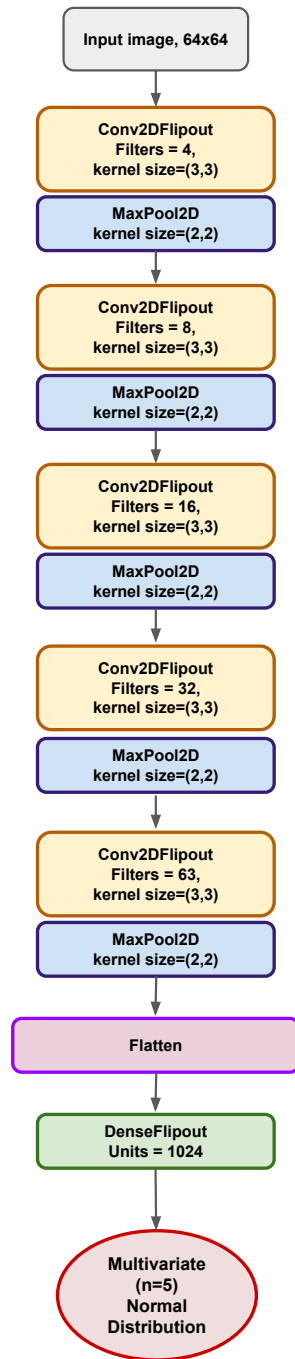 Input image, 64x64
Conv2DFlipout
Filters = 4,
kernel size=(3,3)
MaxPool2D
kernel size=(2,2)
Conv2DFlipout
Filters = 8,
kernel size=(3,3)
MaxPool2D
kernel size=(2,2)
Conv2DFlipout
Filters = 16,
kernel size=(3,3)
MaxPool2D
kernel size=(2,2)
Conv2DFlipout
Filters = 32,
kernel size=(3,3)
MaxPool2D
kernel size=(2,2)
Conv2DFlipout
Filters = 63,
kernel size=(3,3)
MaxPool2D
kernel size=(2,2)
Flatten
DenseFlipout
Units = 1024
Multivariate
(n=5)
Normal
Distribution